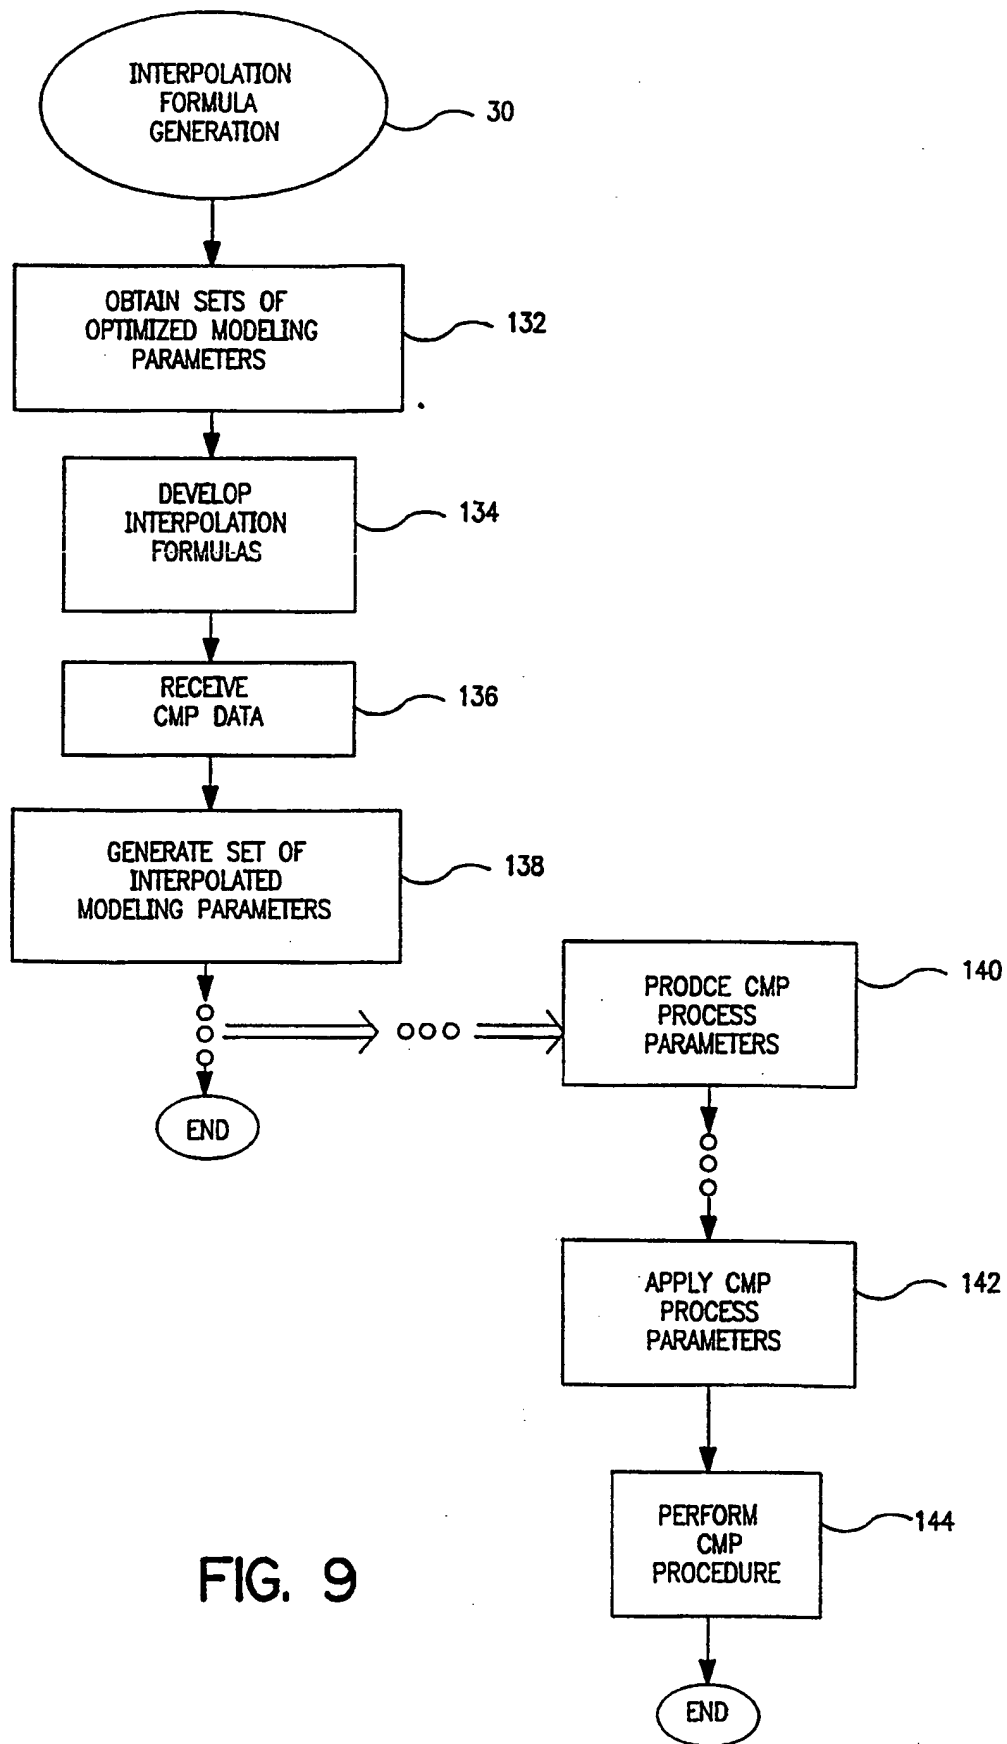 INTERPOLATION
FORMULA
GENERATION
30
OBTAIN SETS OF
OPTIMIZED MODELING
PARAMETERS
132
DEVELOP
INTERPOLATION
FORMULAS
134
RECEIVE
CMP DATA
136
GENERATE SET OF
INTERPOLATED
MODELING PARAMETERS
138
END
PRODCE CMP
PROCESS
PARAMETERS
140
APPLY CMP
PROCESS
PARAMETERS
142
PERFORM
CMP
PROCEDURE
144
END
FIG. 9